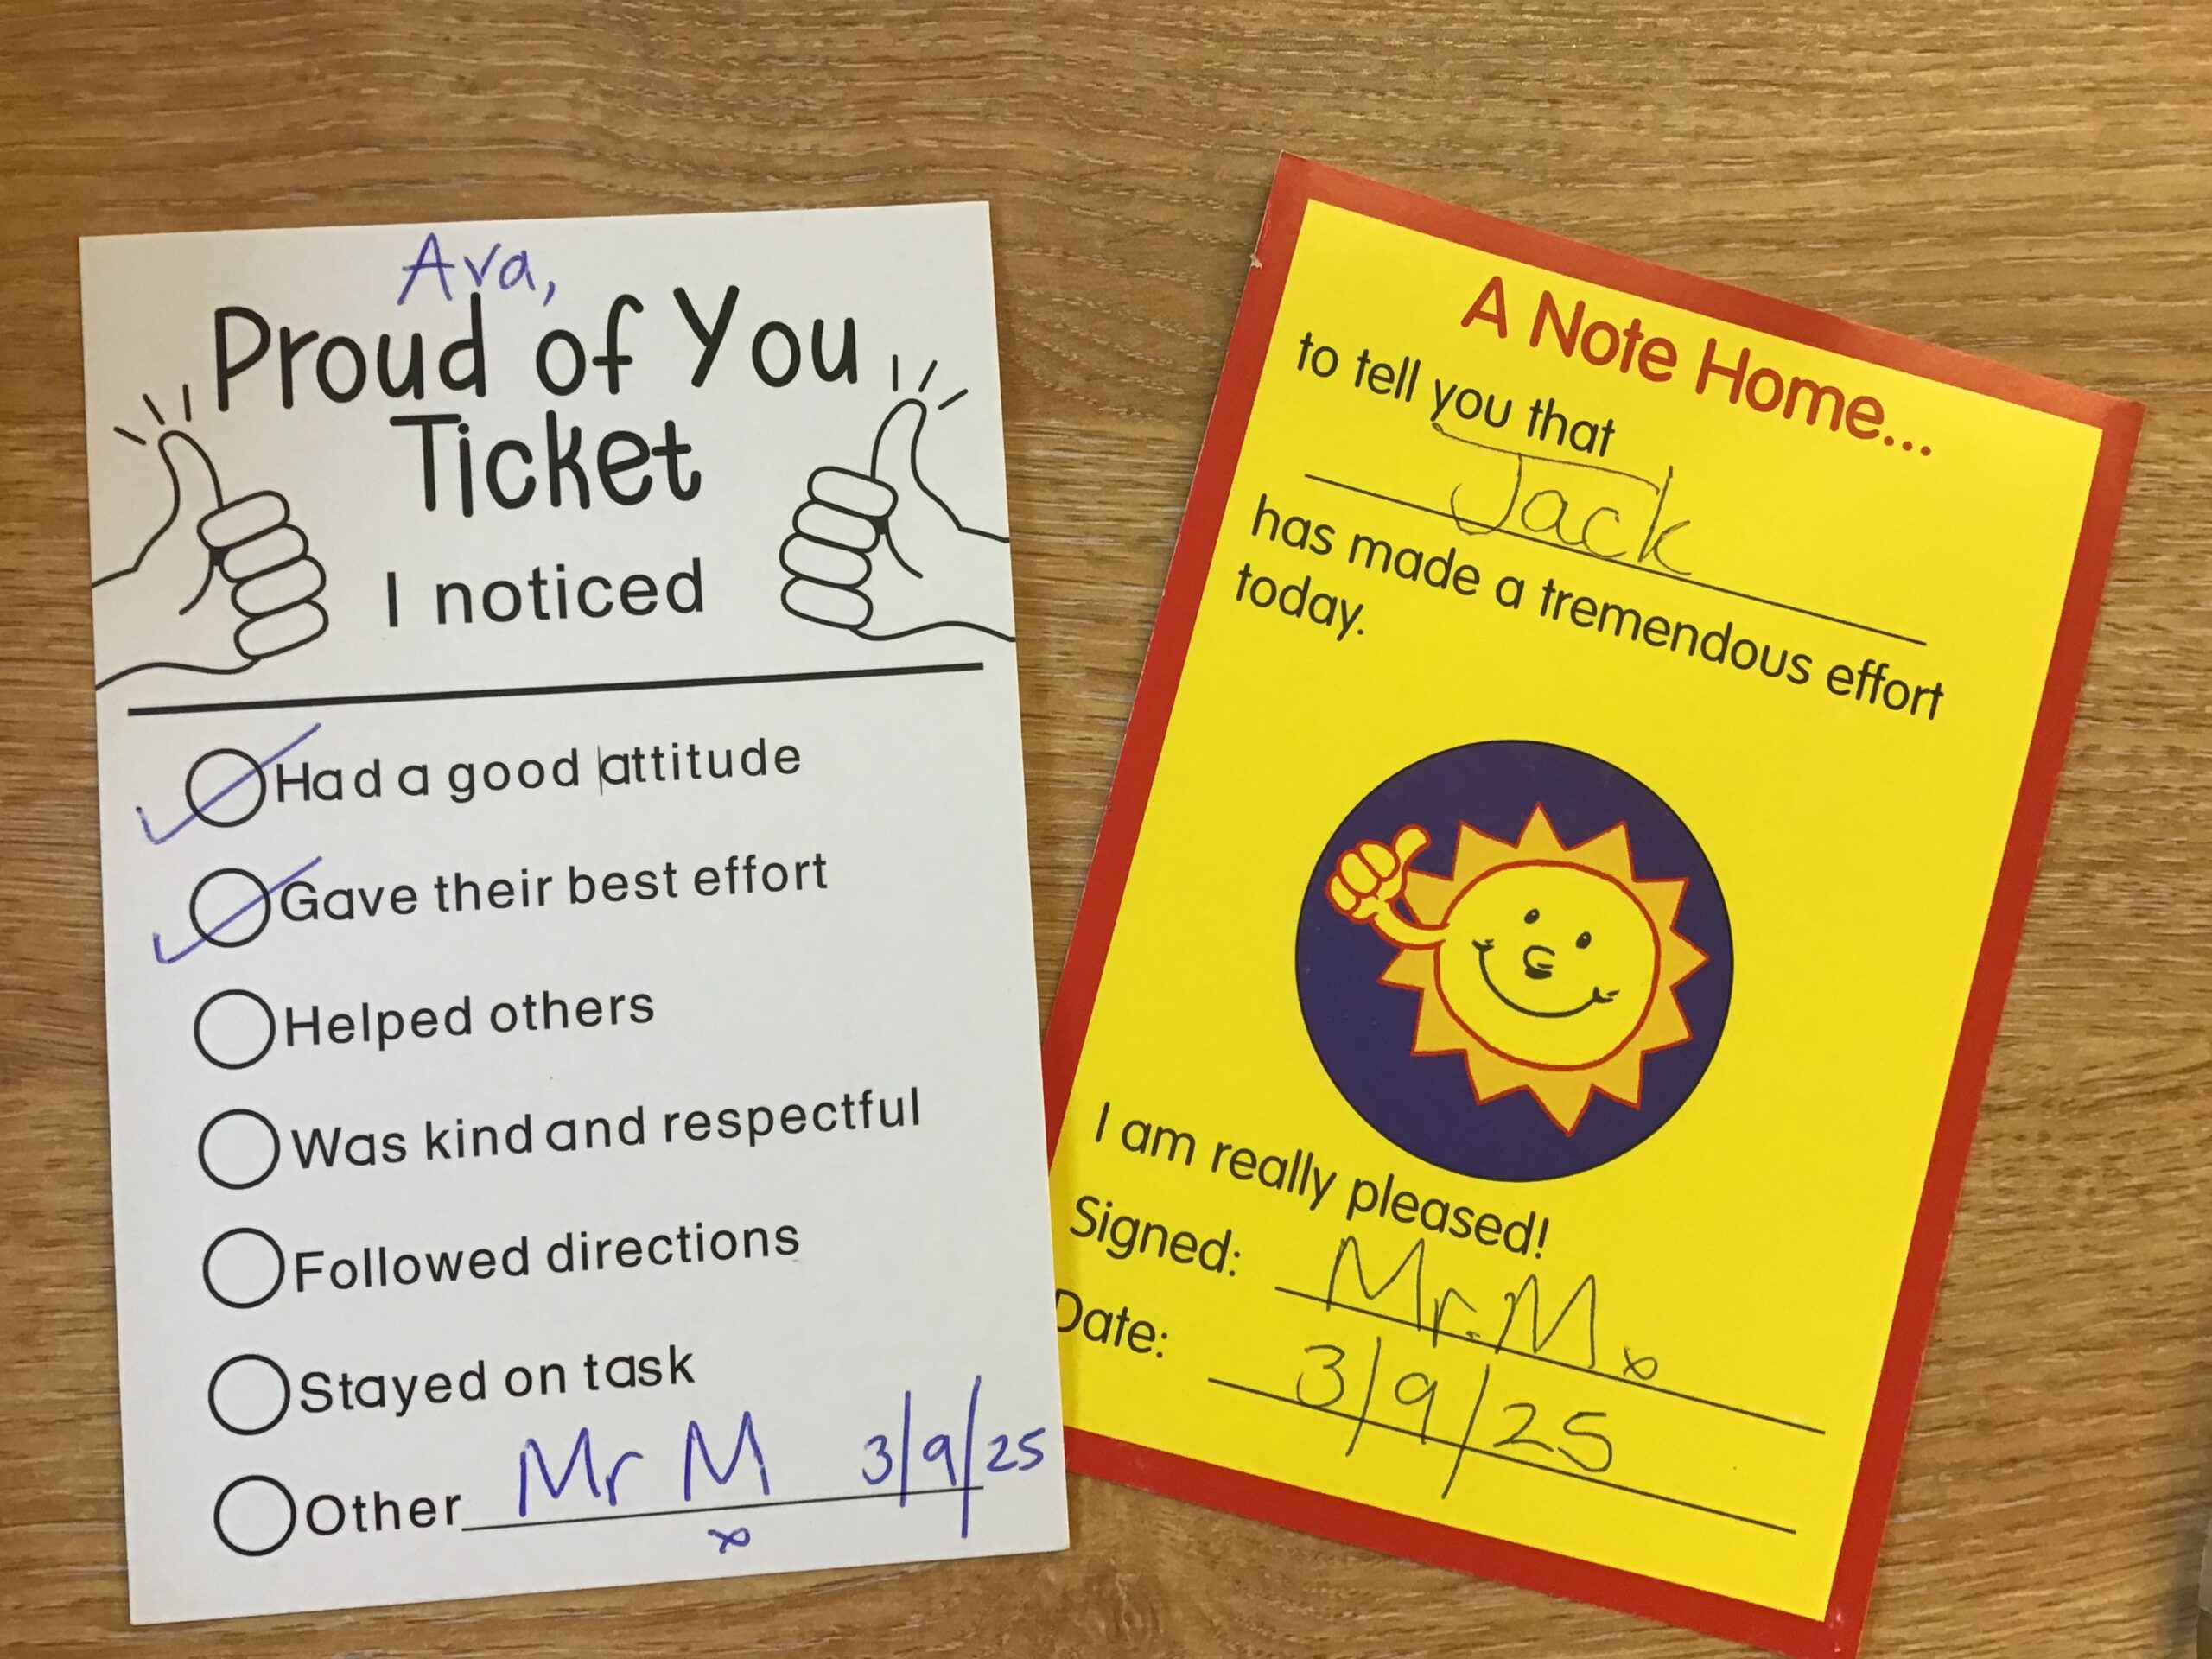 Ava,
Proud of You
Ticket
I noticed
Had a good attitude
Gave their best effort
Helped others
Was kind and respectful
Followed directions
Stayed on task
Other Mr M 3/9/25
x
A Note Home...
to tell you that
Jack
has made a tremendous effort
today.
I am really pleased!
Signed: Mr. M x
Date: 3/9/25